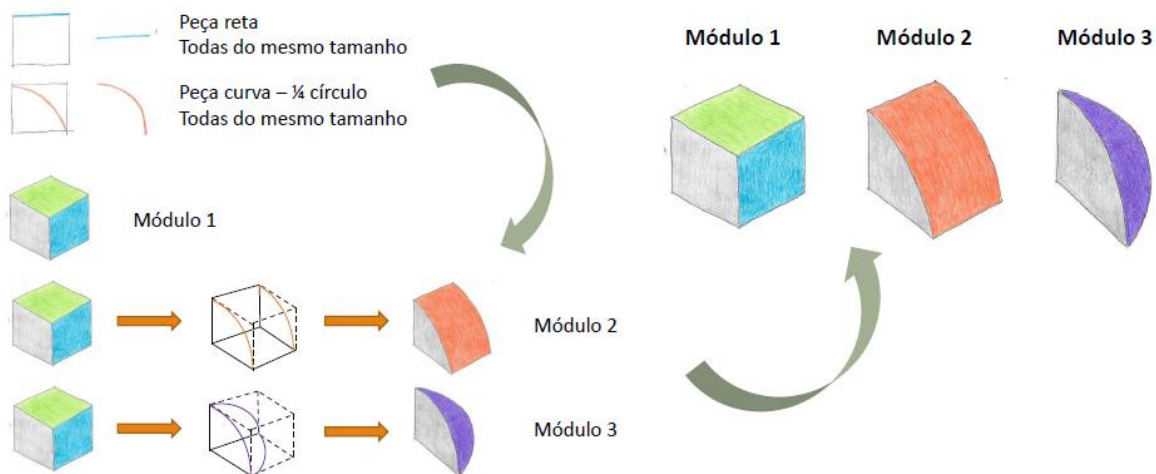 Peça reta
Todas do mesmo tamanho
Peça curva – ¼ círculo
Todas do mesmo tamanho
Módulo 1
Módulo 2
Módulo 3
Módulo 1
Módulo 2
Módulo 3